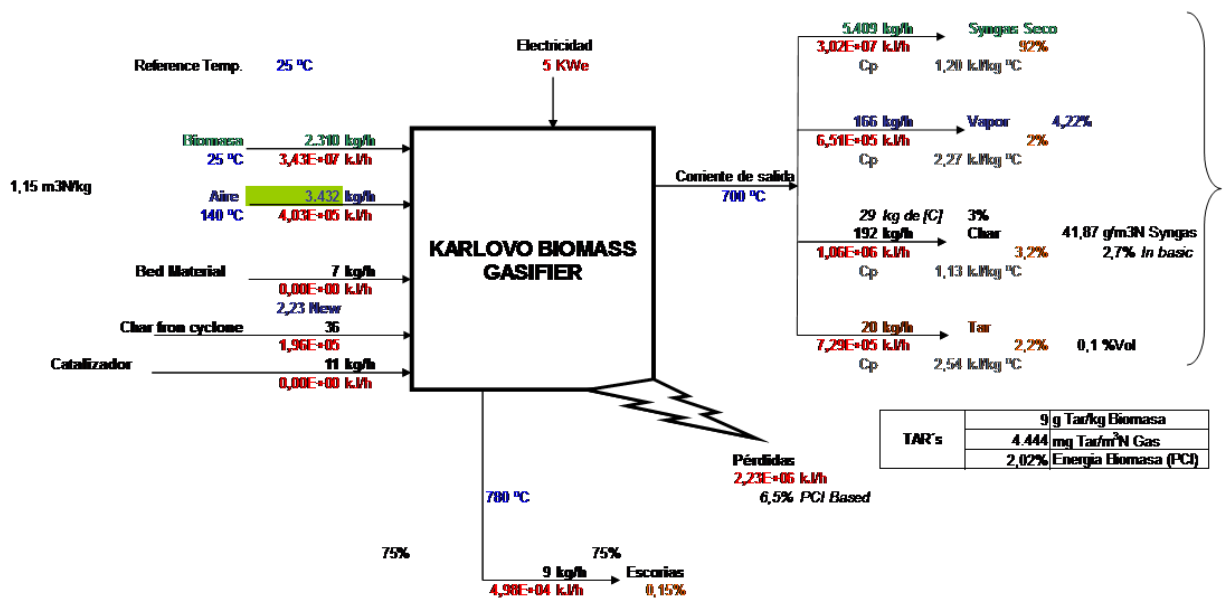 Electricidad
5 KWe
Reference Temp. 25 ºC
5.409 kg/h Syngas Seco
3,02E+07 kJ/h 92%
Cp 1,20 kJ/kg ºC
Biomasa 2.310 kg/h
25 ºC 3,43E+07 kJ/h
166 kg/h Vapor 4,22%
6,51E+05 kJ/h 2%
Cp 2,27 kJ/kg ºC
1,15 m3N/kg
Aire 3.432 kg/h
140 ºC 4,03E+05 kJ/h
Corriente de salida
700 ºC
KARLOVO BIOMASS
GASIFIER
29 kg de [C] 3%
192 kg/h Char 41,87 g/m3N Syngas
1,06E+06 kJ/h 3,2% 2,7% In basic
Cp 1,13 kJ/kg ºC
Bed Material 7 kg/h
0,00E+00 kJ/h
2,23 New
Char fron cyclone 36
1,96E+05
Catalizador 11 kg/h
0,00E+00 kJ/h
20 kg/h Tar
7,29E+05 kJ/h 2,2% 0,1 %Vol
Cp 2,54 kJ/kg ºC
TAR´s
9 g Tar/kg Biomasa
4.444 mg Tar/m³N Gas
2,02% Energia Biomasa (PCI)
Pérdidas
2,23E+06 kJ/h
6,5% PCI Based
780 ºC
75% 75%
9 kg/h Escorias
4,98E+04 kJ/h 0,15%